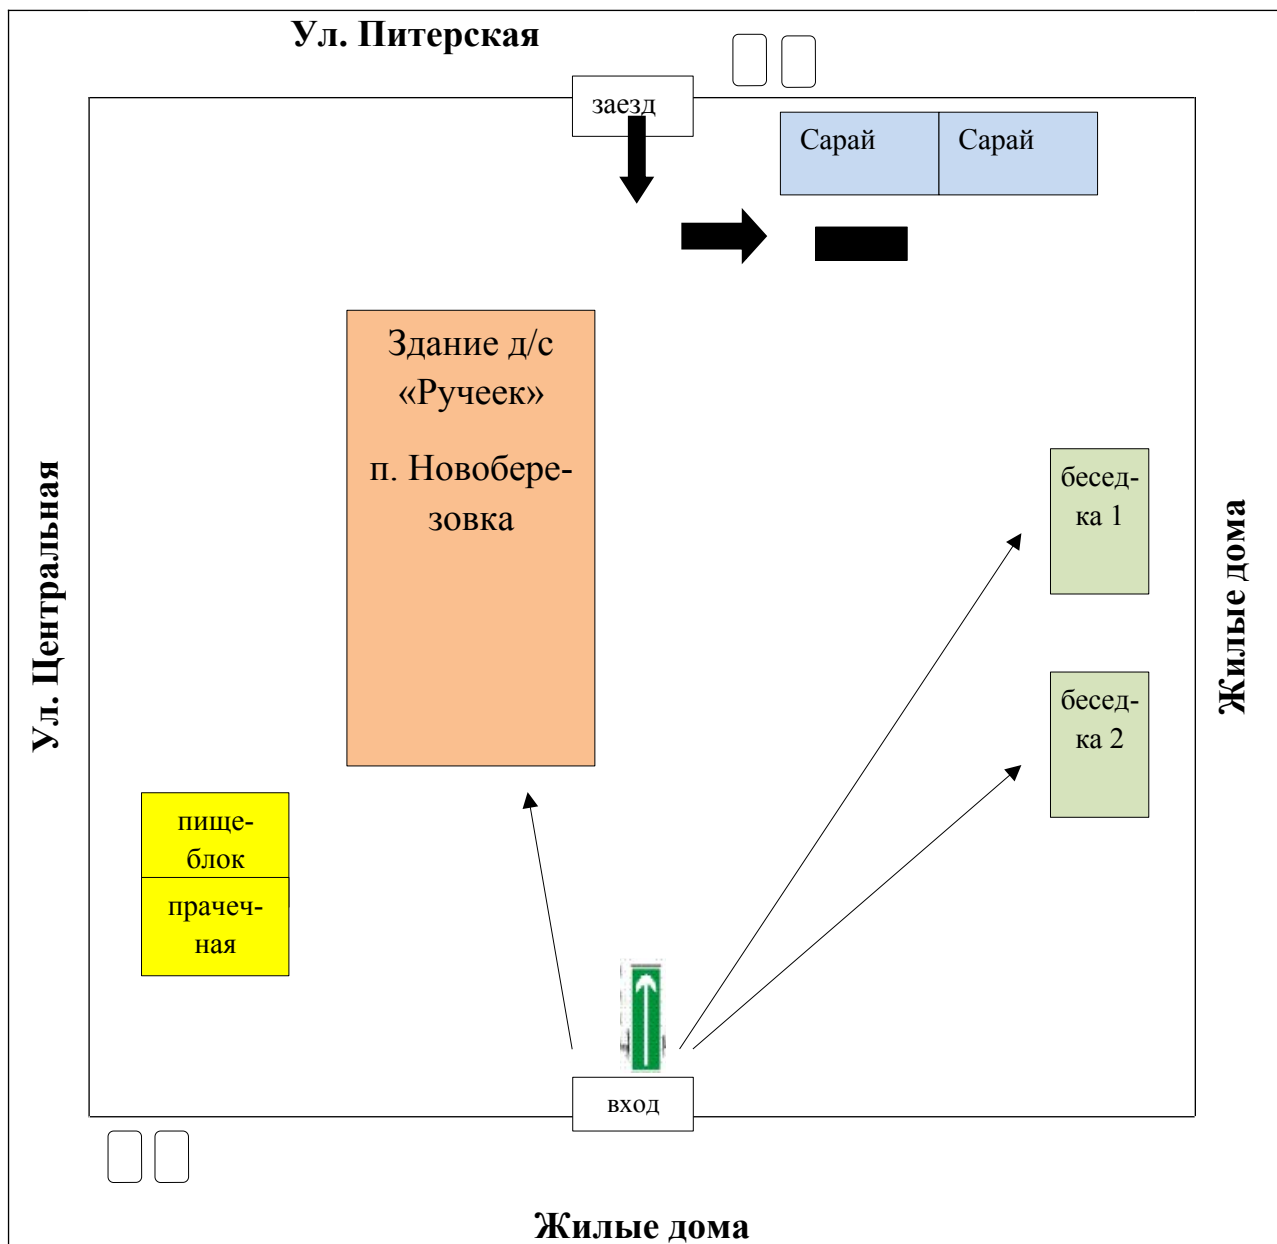 Ул. Питерская
заезд
Сарай
Сарай
Здание д/с
«Ручеек»
п. Новобере-
зовка
Ул. Центральная
бесед-
ка 1
Жилые дома
бесед-
ка 2
пище-
блок
прачеч-
ная
вход
Жилые дома